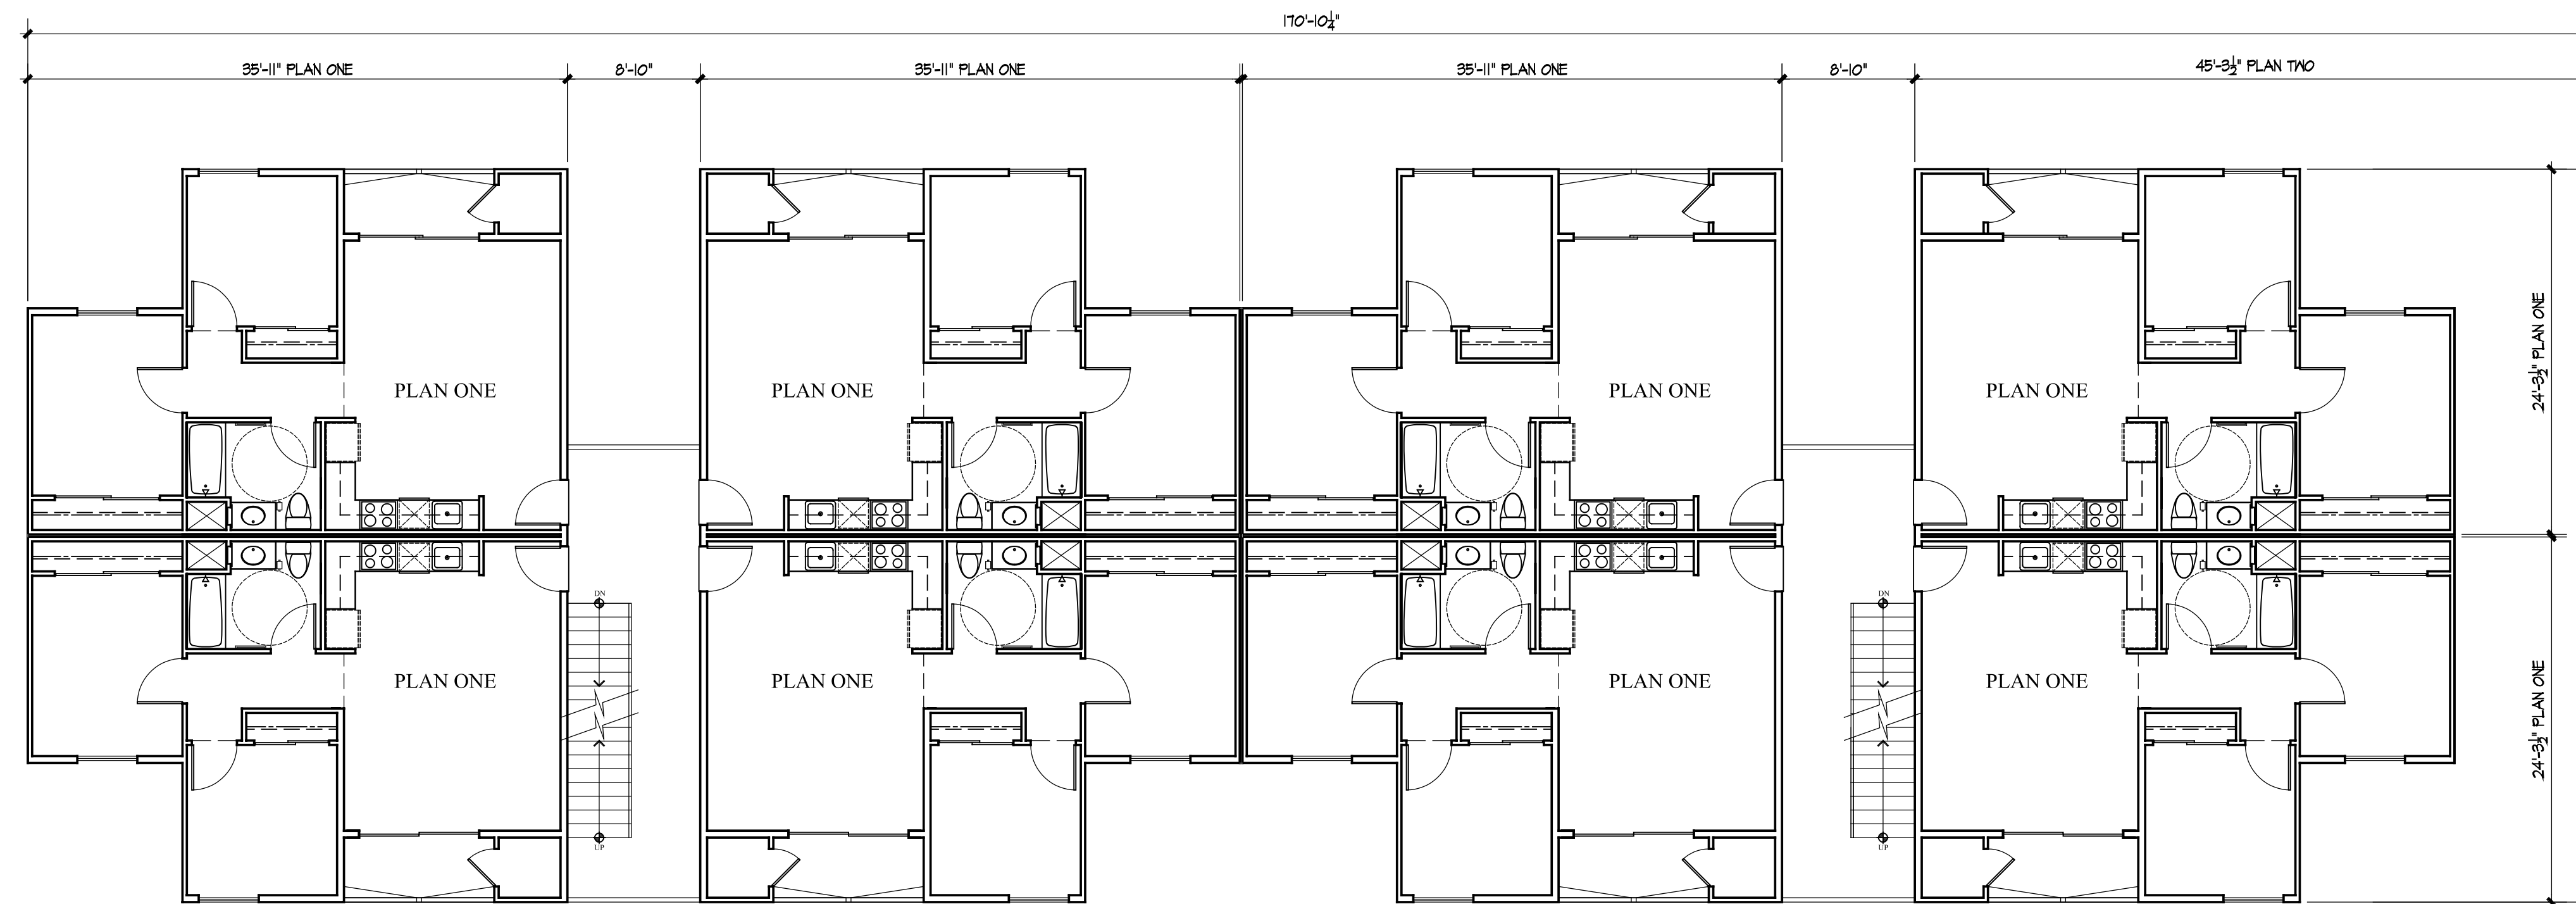 170'-10¼"
35'-11" PLAN ONE
8'-10"
35'-11" PLAN ONE
35'-11" PLAN ONE
8'-10"
45'-3½" PLAN TWO
24'-3½" PLAN ONE
PLAN ONE
PLAN ONE
PLAN ONE
PLAN ONE
DN
DN
PLAN ONE
PLAN ONE
PLAN ONE
PLAN ONE
24'-3½" PLAN ONE
UP
UP